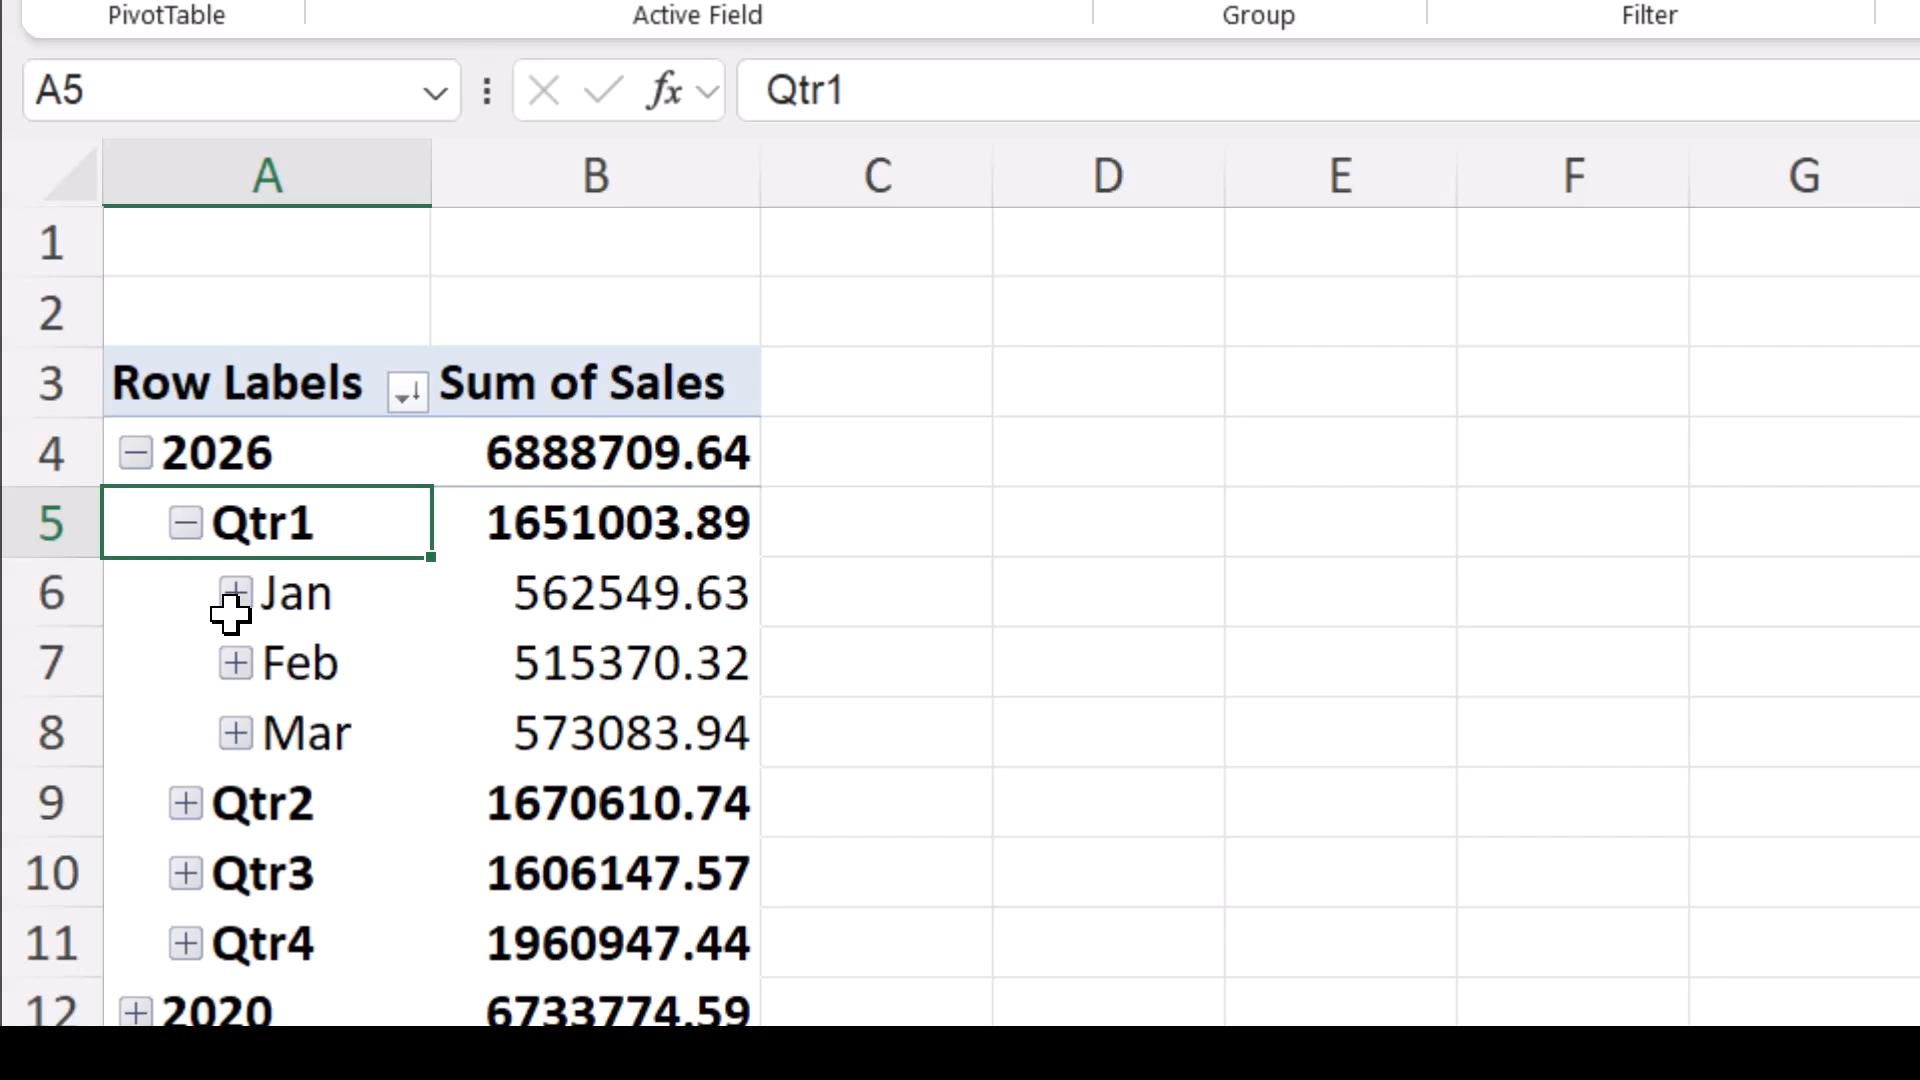 PivotTable Active Field Group Filter
A5 fx Qtr1
A B C D E F G
1
2
3 Row Labels Sum of Sales
4 2026 6888709.64
5 Qtr1 1651003.89
6 Jan 562549.63
7 Feb 515370.32
8 Mar 573083.94
9 Qtr2 1670610.74
10 Qtr3 1606147.57
11 Qtr4 1960947.44
12 2020 6733774.59